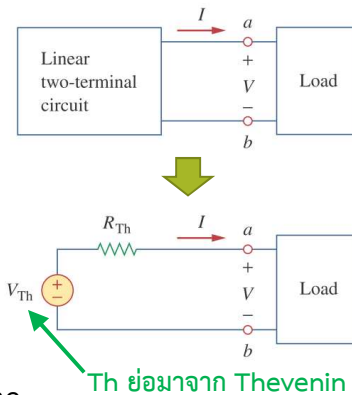 I a
Linear
two-terminal
circuit
+
V
−
Load
b
R_Th I a
V_Th + −
+
V
−
Load
b
Th ย่อมาจาก Thevenin